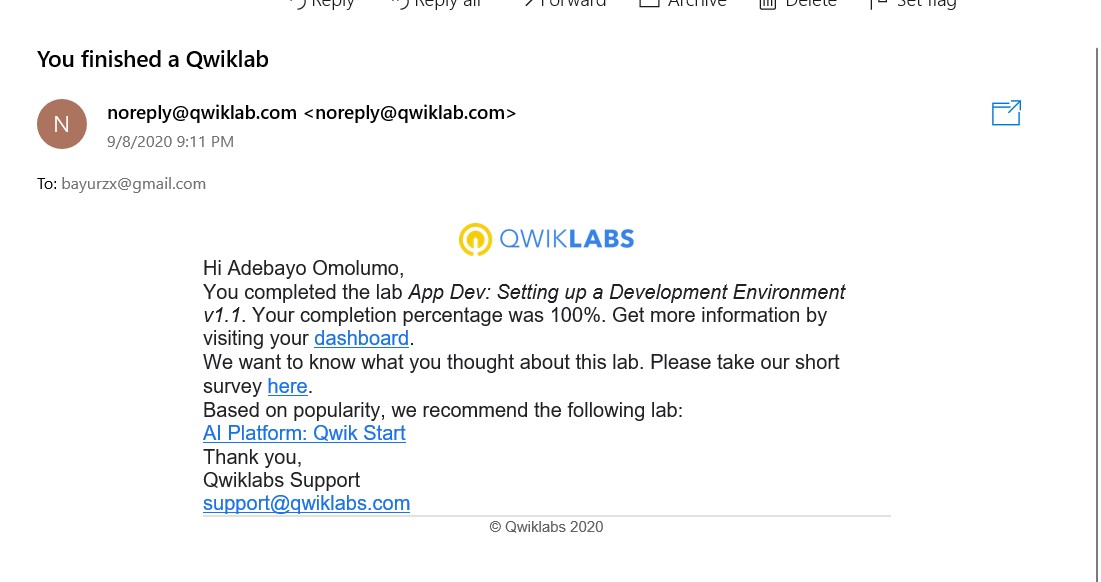 Reply Reply all Forward Archive Delete Set flag
You finished a Qwiklab
N
noreply@qwiklab.com <noreply@qwiklab.com>
9/8/2020 9:11 PM
To: bayurzx@gmail.com
QWIKLABS
Hi Adebayo Omolumo,
You completed the lab App Dev: Setting up a Development Environment
v1.1. Your completion percentage was 100%. Get more information by
visiting your dashboard.
We want to know what you thought about this lab. Please take our short
survey here.
Based on popularity, we recommend the following lab:
AI Platform: Qwik Start
Thank you,
Qwiklabs Support
support@qwiklabs.com
© Qwiklabs 2020